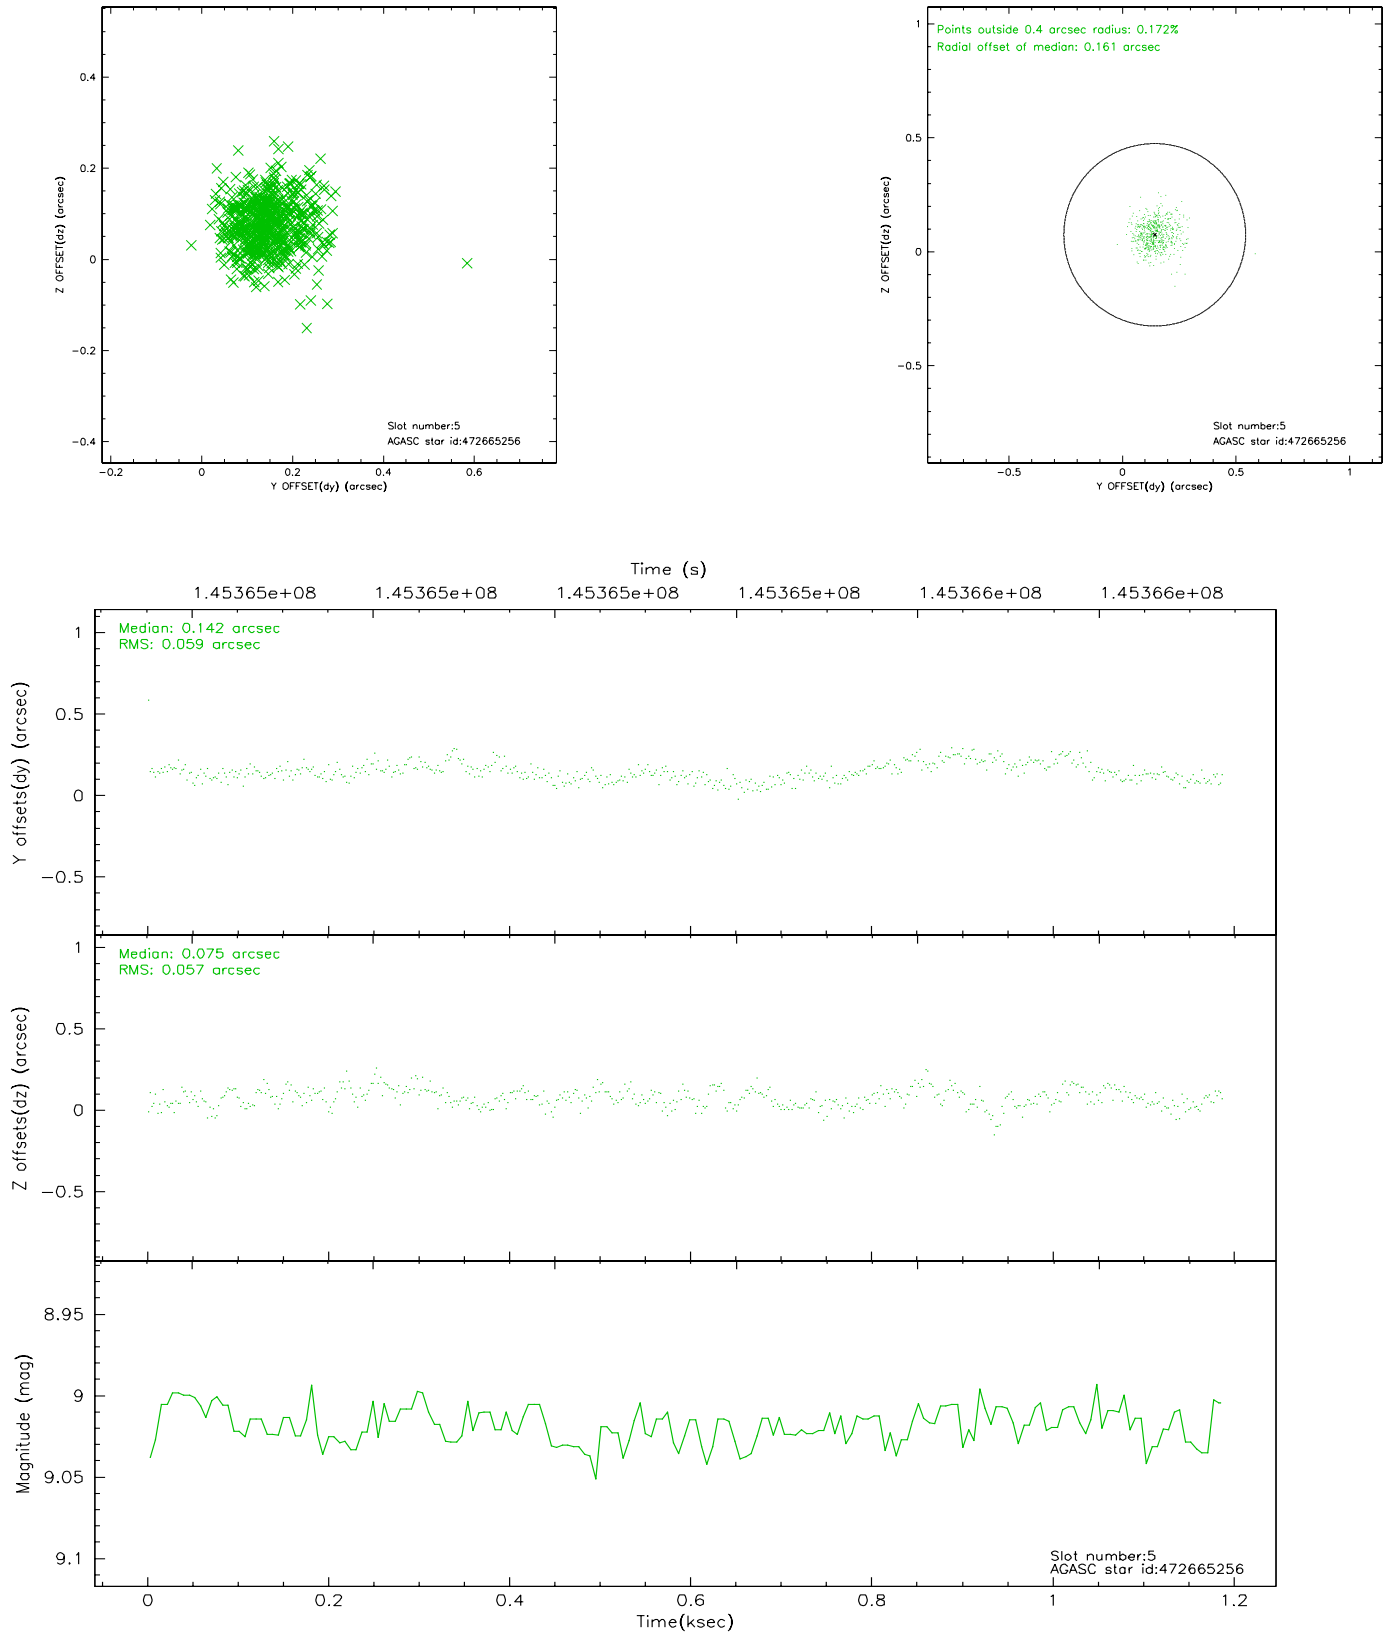 0.4
0.2
0
−0.2
−0.4
Z OFFSET(dz) (arcsec)
Slot number:5
AGASC star id:472665256
−0.2 0 0.2 0.4 0.6
Y OFFSET(dy) (arcsec)
Points outside 0.4 arcsec radius: 0.172%
Radial offset of median: 0.161 arcsec
1
0.5
0
−0.5
Z OFFSET(dz) (arcsec)
Slot number:5
AGASC star id:472665256
−0.5 0 0.5 1
Y OFFSET(dy) (arcsec)
Time (s)
1.45365e+08 1.45365e+08 1.45365e+08 1.45365e+08 1.45366e+08 1.45366e+08
Median: 0.142 arcsec
RMS: 0.059 arcsec
1
0.5
0
−0.5
Y offsets(dy) (arcsec)
Median: 0.075 arcsec
RMS: 0.057 arcsec
1
0.5
0
−0.5
Z offsets(dz) (arcsec)
8.95
9
9.05
9.1
Magnitude (mag)
Slot number:5
AGASC star id:472665256
0 0.2 0.4 0.6 0.8 1 1.2
Time(ksec)